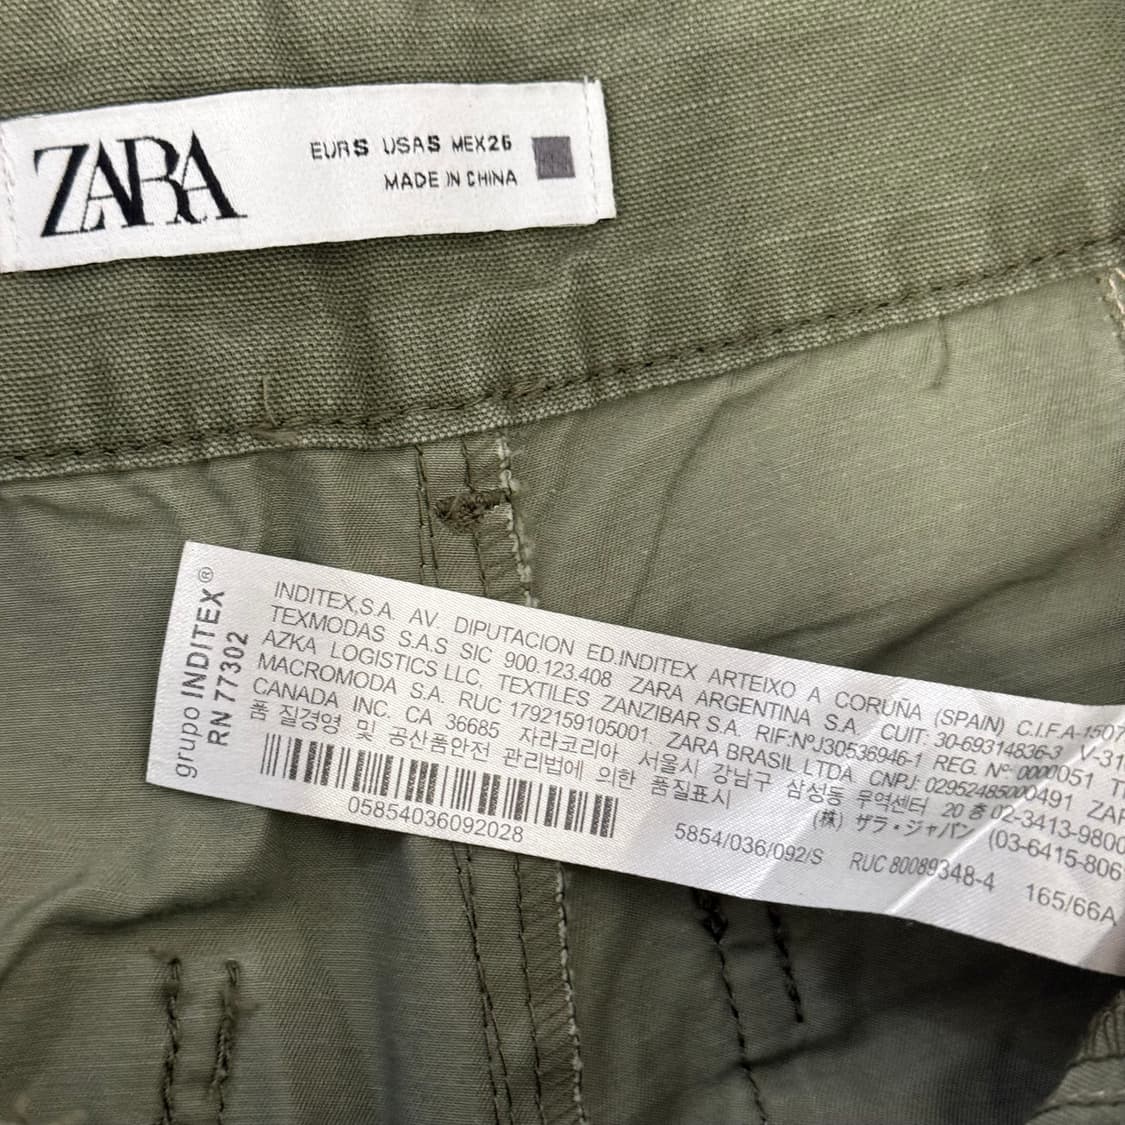 ZARA
EUR S USA S MEX 26
MADE IN CHINA
grupo INDITEX®
RN 77302
INDITEX,S.A. AV. DIPUTACION ED.INDITEX ARTEIXO A CORUÑA (SPAIN) C.I.F.A-1507
TEXMODAS S.A.S SIC 900.123.408 ZARA ARGENTINA S.A. CUIT: 30-69314836-3 V-31
AZKA LOGISTICS LLC, TEXTILES ZANZIBAR S.A. RIF:NºJ30536946-1 REG. Nº 0000051
MACROMODA S.A. RUC 1792159105001. ZARA BRASIL LTDA. CNPJ: 02952485000491 ZAR
CANADA INC. CA 36685 자라코리아 서울시 강남구 삼성동 무역센터 20 층 02-3413-9800
품 질경영 및 공산품안전 관리법에 의한 품질표시 (株) ザラ・ジャパン (03-6415-806
05854036092028
5854/036/092/S RUC 80089348-4 165/66A